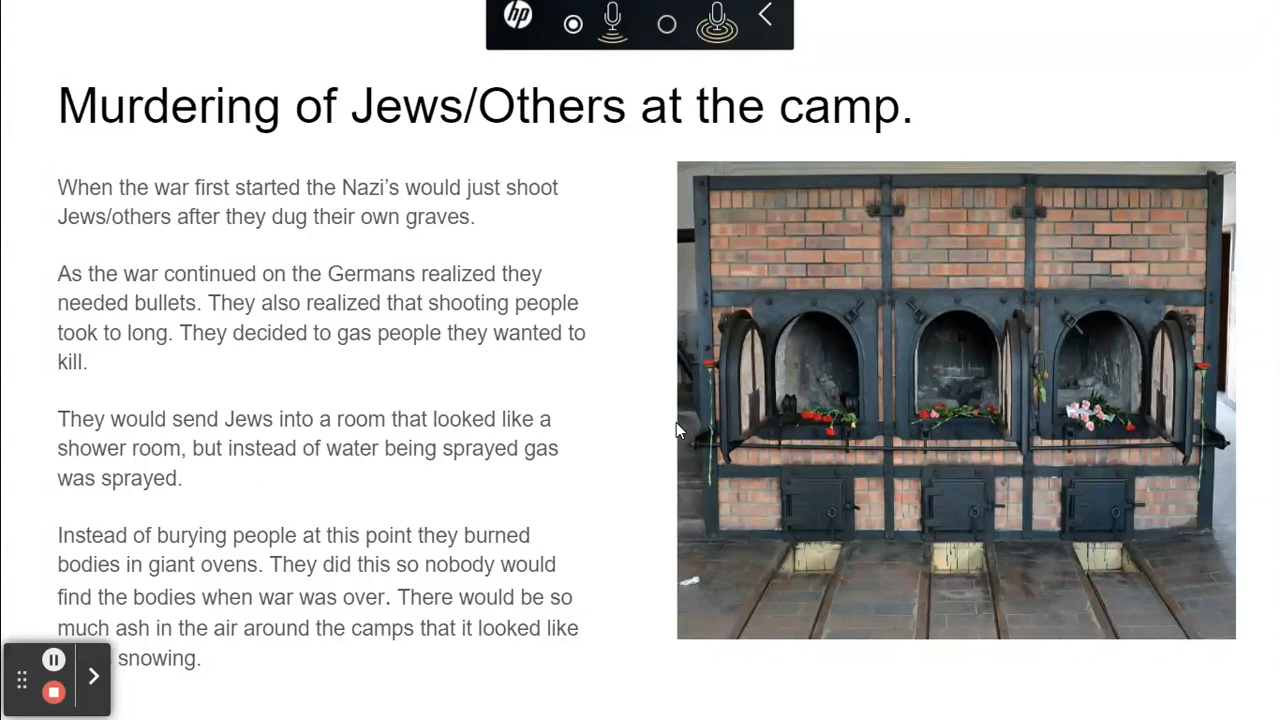 hp
Murdering of Jews/Others at the camp.
When the war first started the Nazi's would just shoot
Jews/others after they dug their own graves.
As the war continued on the Germans realized they
needed bullets. They also realized that shooting people
took to long. They decided to gas people they wanted to
kill.
They would send Jews into a room that looked like a
shower room, but instead of water being sprayed gas
was sprayed.
Instead of burying people at this point they burned
bodies in giant ovens. They did this so nobody would
find the bodies when war was over. There would be so
much ash in the air around the camps that it looked like
snowing.